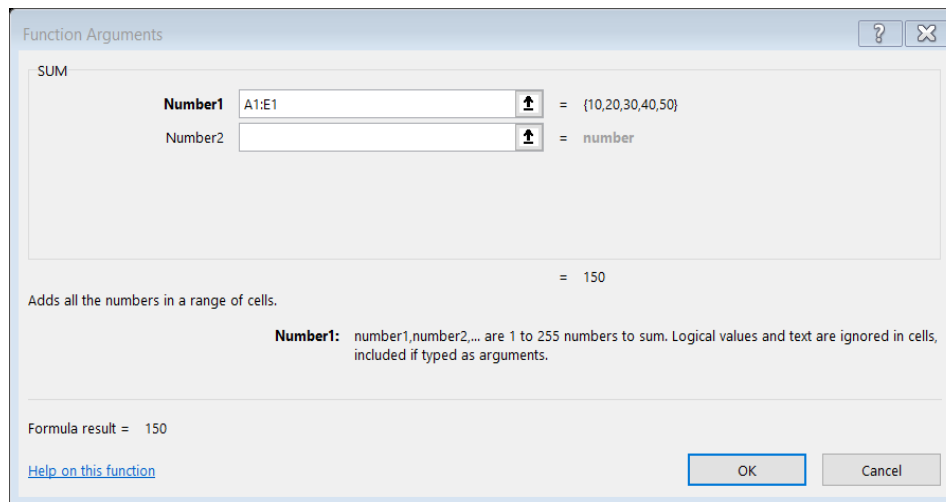 Function Arguments
SUM
Number1 A1:E1 = {10,20,30,40,50}
Number2 = number
= 150
Adds all the numbers in a range of cells.
Number1: number1,number2,... are 1 to 255 numbers to sum. Logical values and text are ignored in cells,
included if typed as arguments.
Formula result = 150
Help on this function OK Cancel